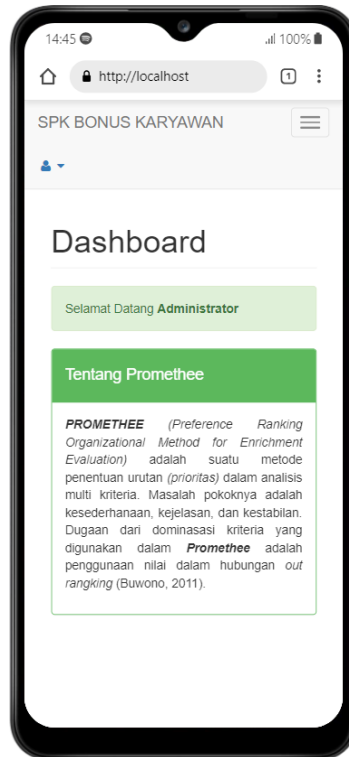 14:45
100%
http://localhost
1
SPK BONUS KARYAWAN
Dashboard
Selamat Datang Administrator
Tentang Promethee
PROMETHEE (Preference Ranking
Organizational Method for Enrichment
Evaluation) adalah suatu metode
penentuan urutan (prioritas) dalam analisis
multi kriteria. Masalah pokoknya adalah
kesederhanaan, kejelasan, dan kestabilan.
Dugaan dari dominasasi kriteria yang
digunakan dalam Promethee adalah
penggunaan nilai dalam hubungan out
rangking (Buwono, 2011).